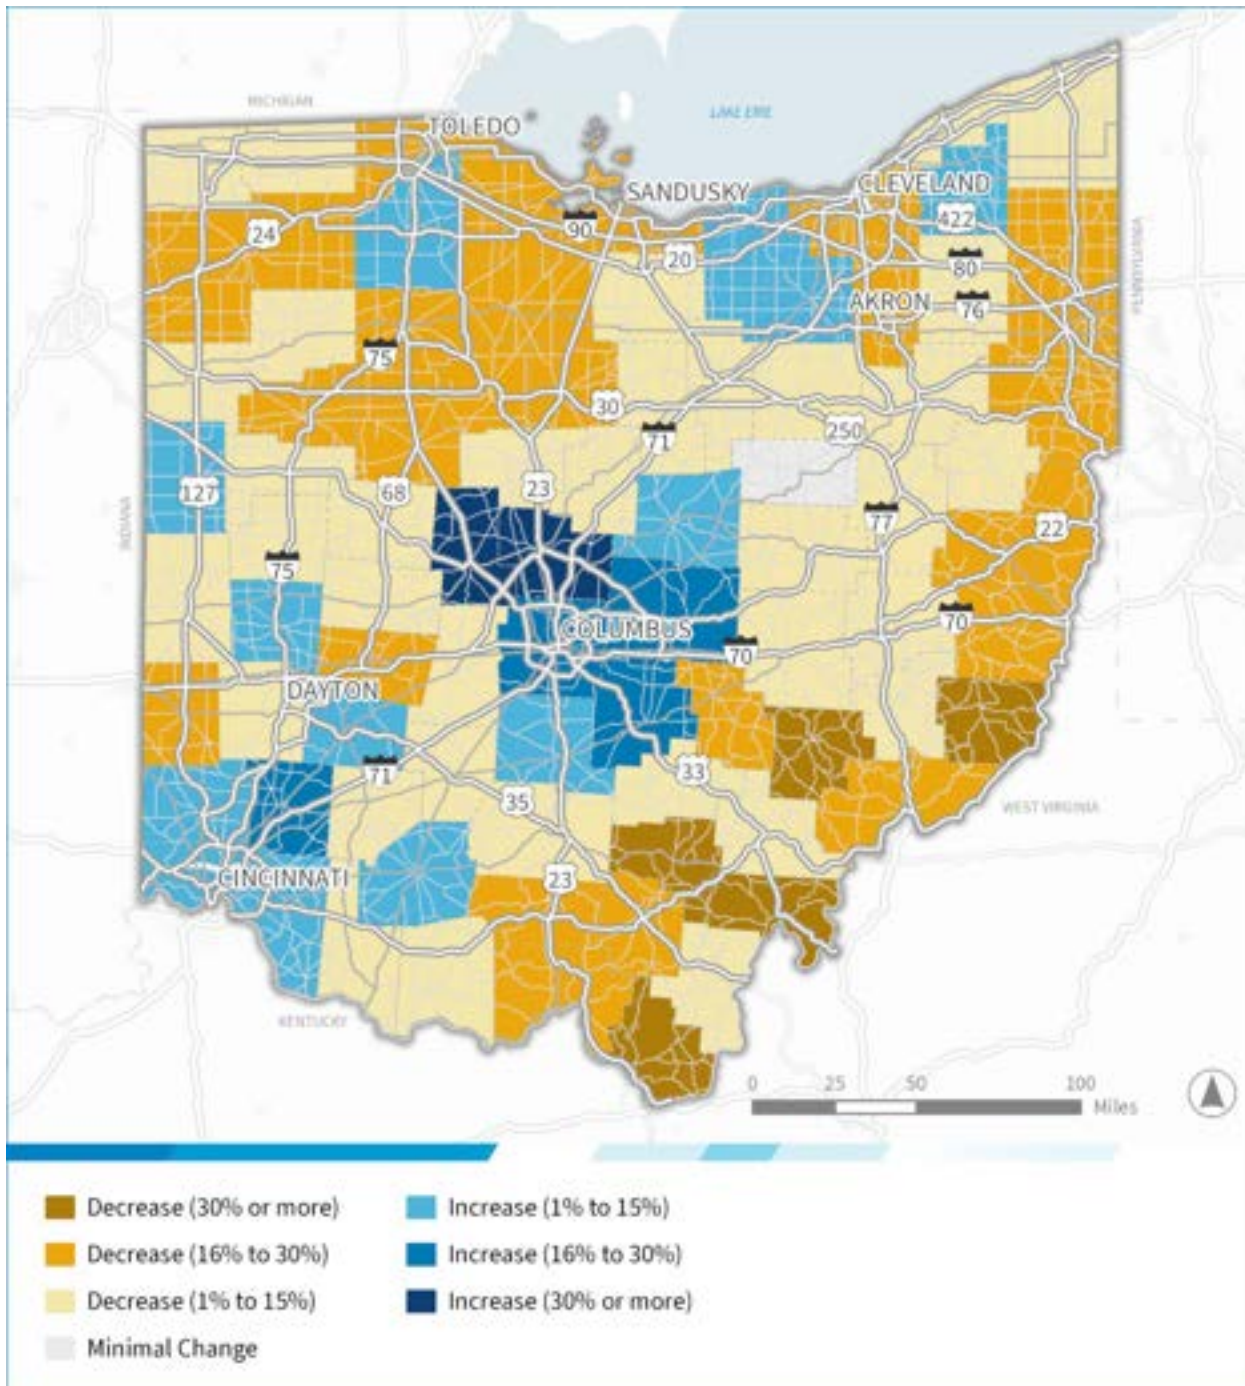 MICHIGAN
LAKE ERIE
TOLEDO
SANDUSKY
CLEVELAND
90
422
24
20
80
PENNSYLVANIA
AKRON
76
75
30
71
250
127
68
23
77
22
INDIANA
75
COLUMBUS
70
70
DAYTON
71
33
35
WEST VIRGINIA
CINCINNATI
23
KENTUCKY
0 25 50 100
Miles
Decrease (30% or more)
Decrease (16% to 30%)
Decrease (1% to 15%)
Minimal Change
Increase (1% to 15%)
Increase (16% to 30%)
Increase (30% or more)